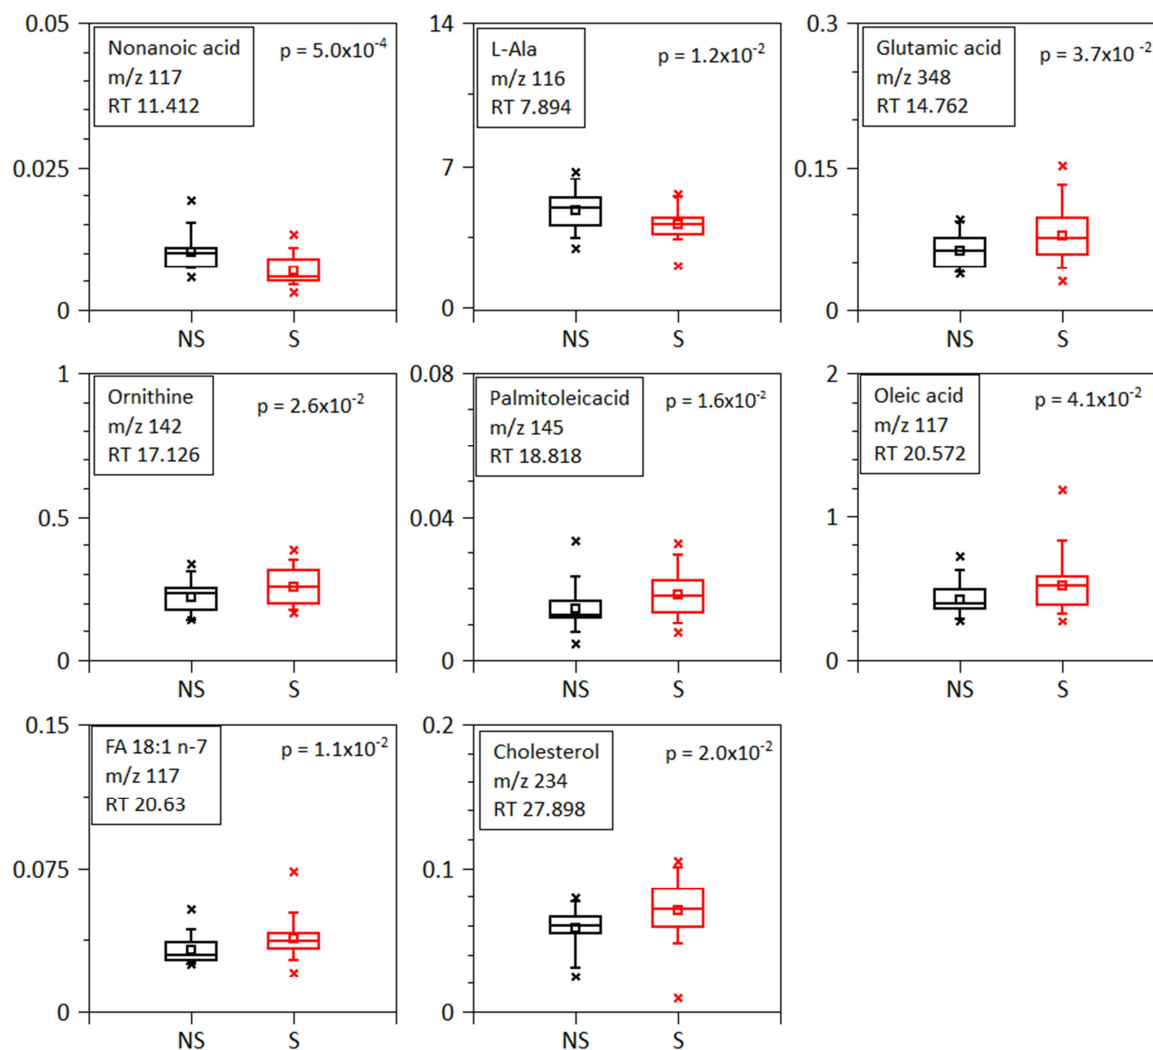 0.05
Nonanoic acid
m/z 117
RT 11.412
p = 5.0x10⁻⁴
0.025
0
NS S
14
L-Ala
m/z 116
RT 7.894
p = 1.2x10⁻²
7
0
NS S
0.3
Glutamic acid
m/z 348
RT 14.762
p = 3.7x10⁻²
0.15
0
NS S
1
Ornithine
m/z 142
RT 17.126
p = 2.6x10⁻²
0.5
0
NS S
0.08
Palmitoleicacid
m/z 145
RT 18.818
p = 1.6x10⁻²
0.04
0
NS S
2
Oleic acid
m/z 117
RT 20.572
p = 4.1x10⁻²
1
0
NS S
0.15
FA 18:1 n-7
m/z 117
RT 20.63
p = 1.1x10⁻²
0.075
0
NS S
0.2
Cholesterol
m/z 234
RT 27.898
p = 2.0x10⁻²
0.1
0
NS S